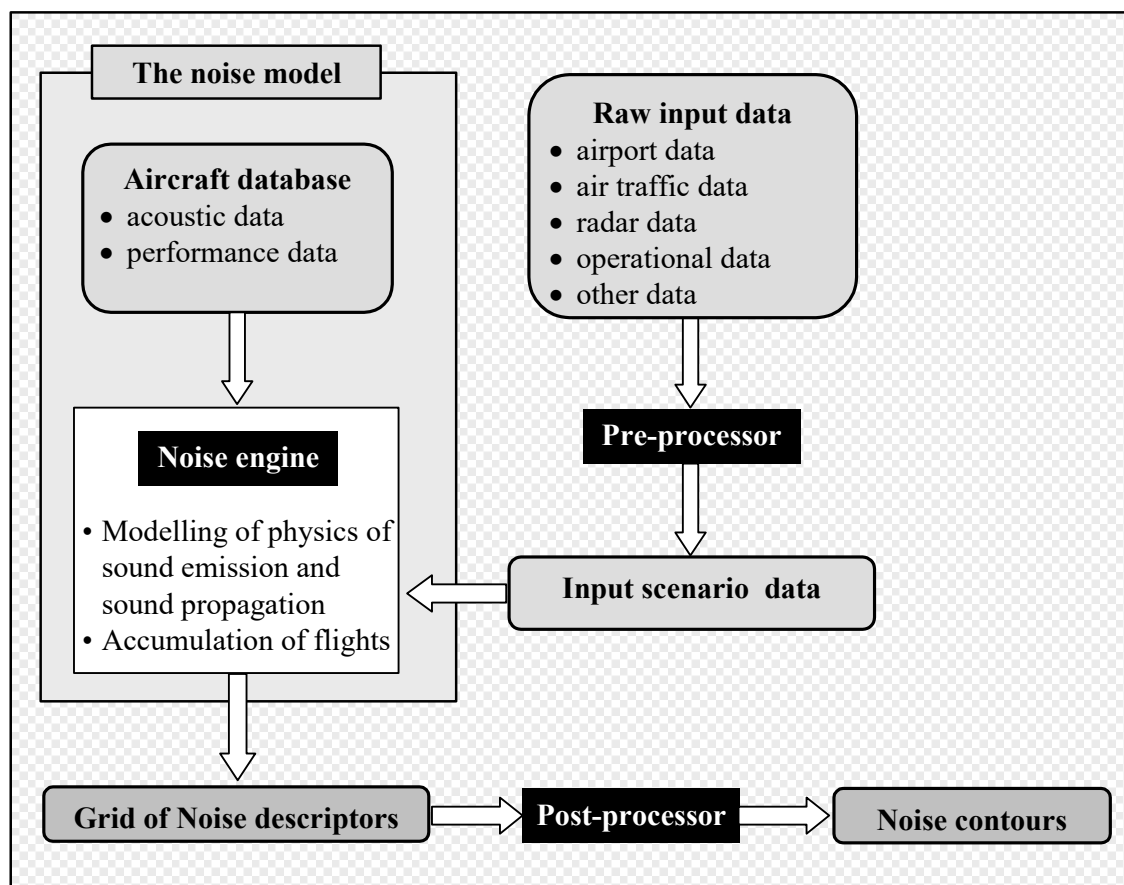 The noise model
Aircraft database
• acoustic data
• performance data
Raw input data
• airport data
• air traffic data
• radar data
• operational data
• other data
Pre-processor
Noise engine
• Modelling of physics of
sound emission and
sound propagation
• Accumulation of flights
Input scenario data
Grid of Noise descriptors
Post-processor
Noise contours